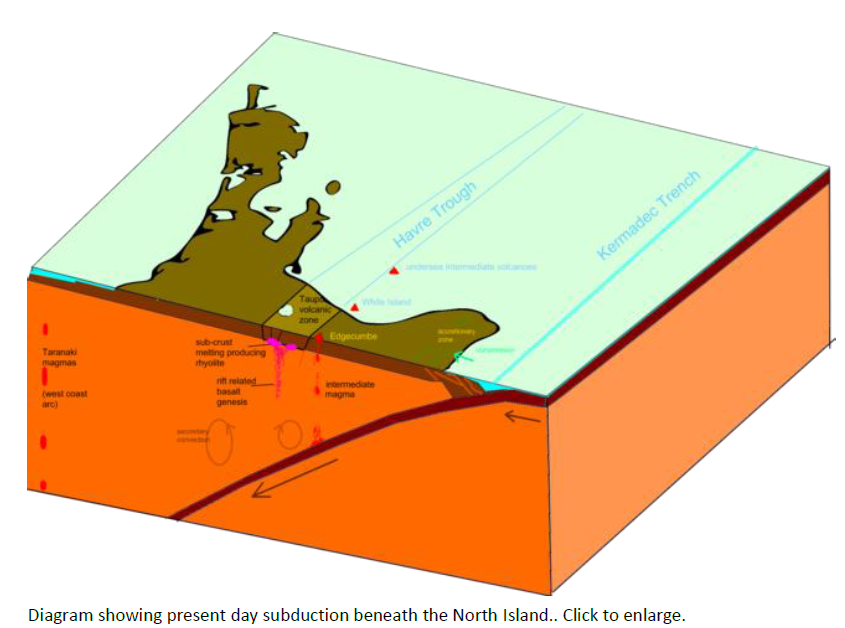 Havre Trough
Kermadec Trench
undersea intermediate volcanoes
White Island
Taupo
volcanic
zone
Edgecumbe
accretionary
zone
compression
sub-crust
melting producing
rhyolite
rift related
basalt
genesis
intermediate
magma
Taranaki
magmas
(west coast
arc)
secondary
convection
Diagram showing present day subduction beneath the North Island.. Click to enlarge.